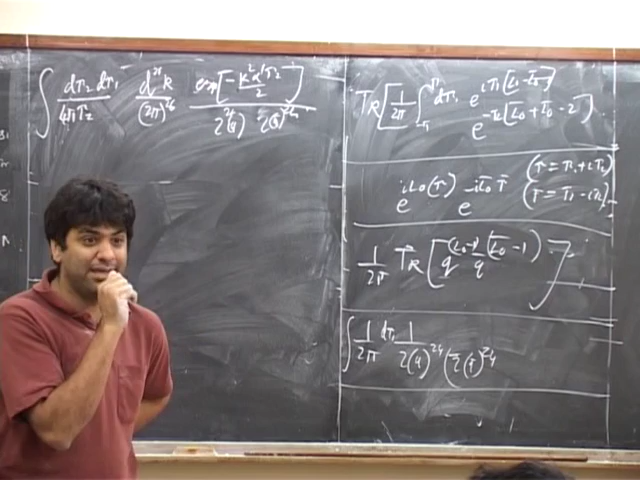 ∫ dτ₂ dτ₁ / 4πτ₂  d²⁶k / (2π)²⁶  exp[-k²α'τ₂ / 2] / η²⁴(q) η̄(q̄)²⁴
TR[ 1/2π ∫_{-π}^{π} dτ₁ e^{iτ₁[L₀-L̄₀]}
e^{-τ₂[L₀+L̄₀-2]} ]
(τ = τ₁+iτ₂)
e^{iL₀(τ)} e^{-iL̄₀τ̄} (τ̄ = τ₁-iτ₂)
1/2π TR[ q^{(L₀-1)} q̄^{(L̄₀-1)} ]
∫ 1/2π dτ₁ 1 / η(q)²⁴ (η̄(q̄)²⁴